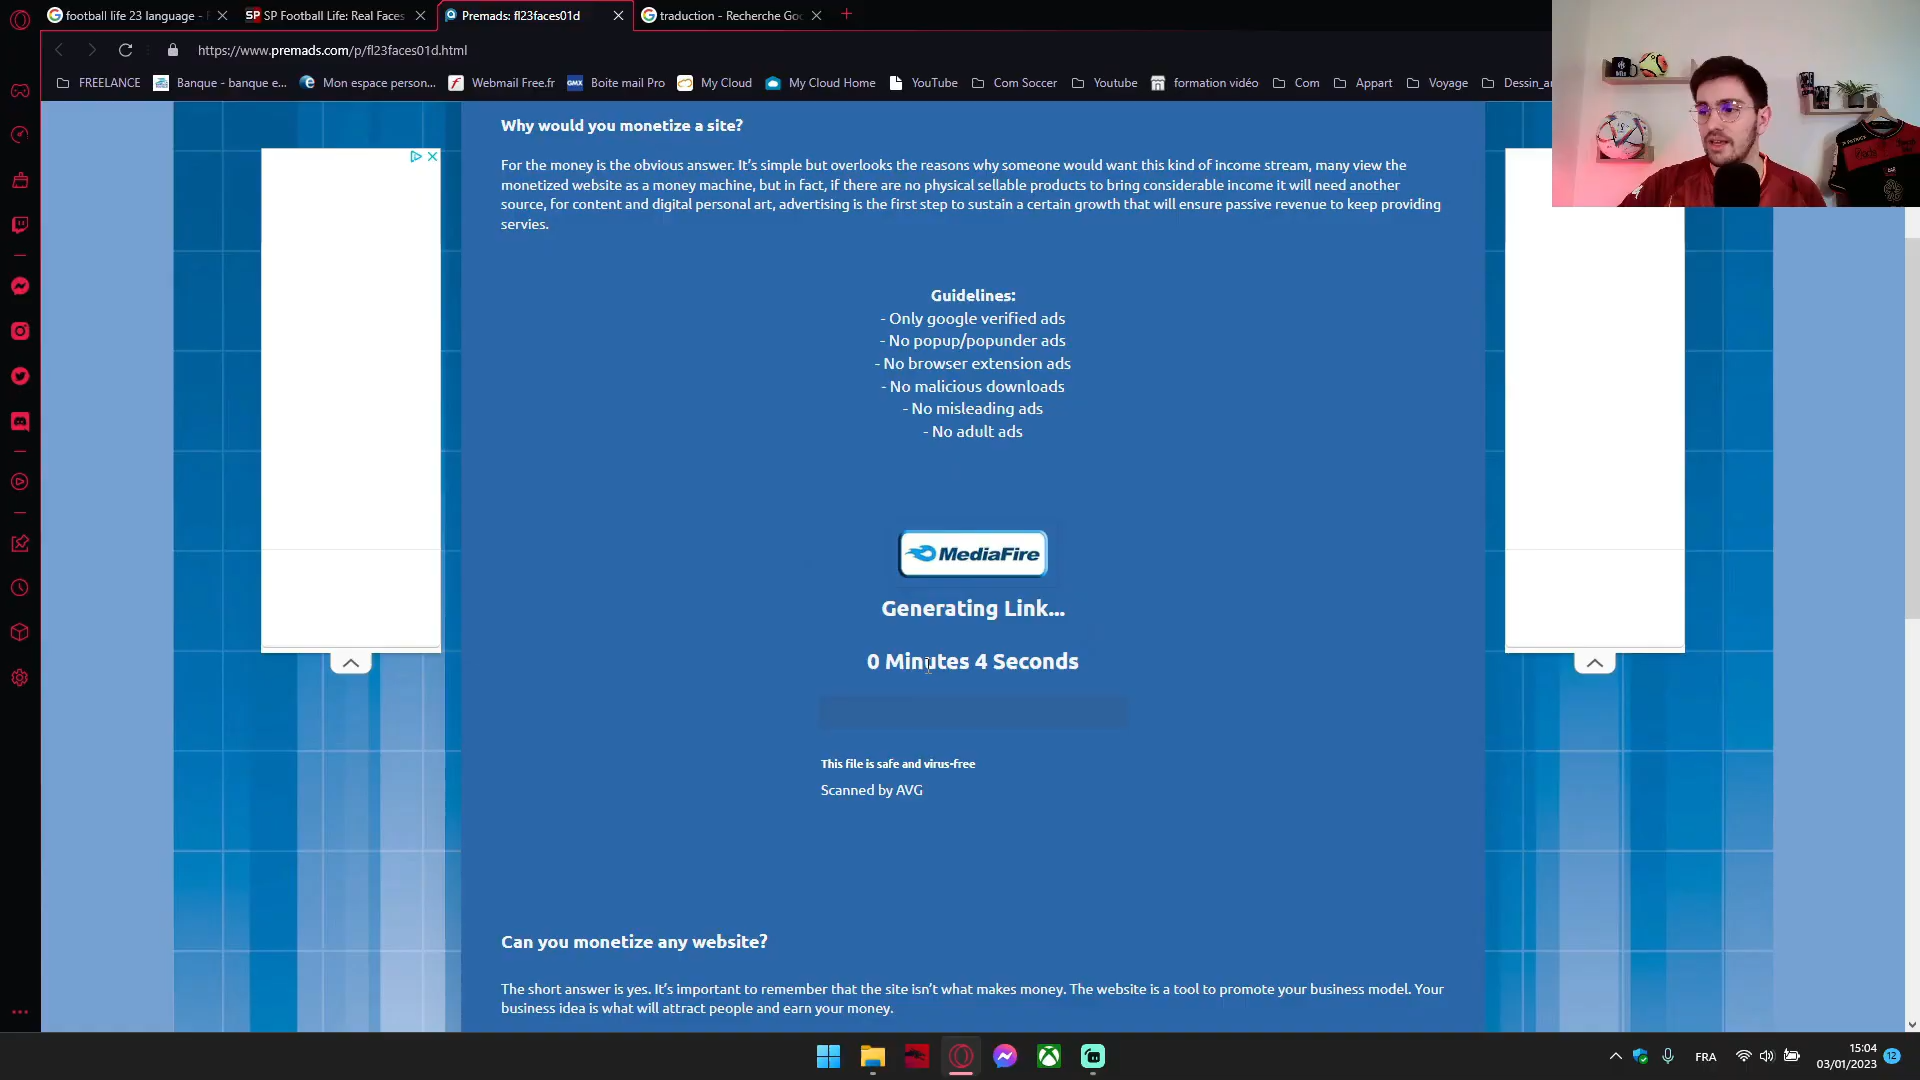 football life 23 language -
SP Football Life: Real Faces
Premads: fl23faces01d
traduction - Recherche Goo
https://www.premads.com/p/fl23faces01d.html
FREELANCE
Banque - banque e...
Mon espace person...
Webmail Free.fr
GMX
Boite mail Pro
My Cloud
My Cloud Home
YouTube
Com Soccer
Youtube
formation vidéo
Com
Appart
Voyage
Why would you monetize a site?
For the money is the obvious answer. It's simple but overlooks the reasons why someone would want this kind of income stream, many view the
monetized website as a money machine, but in fact, if there are no physical sellable products to bring considerable income it will need another
source, for content and digital personal art, advertising is the first step to sustain a certain growth that will ensure passive revenue to keep providing
servies.
Guidelines:
- Only google verified ads
- No popup/popunder ads
- No browser extension ads
- No malicious downloads
- No misleading ads
- No adult ads
MediaFire
Generating Link...
0 Minutes 4 Seconds
This file is safe and virus-free
Scanned by AVG
Can you monetize any website?
The short answer is yes. It's important to remember that the site isn't what makes money. The website is a tool to promote your business model. Your
business idea is what will attract people and earn your money.
FRA
15:04
03/01/2023
12